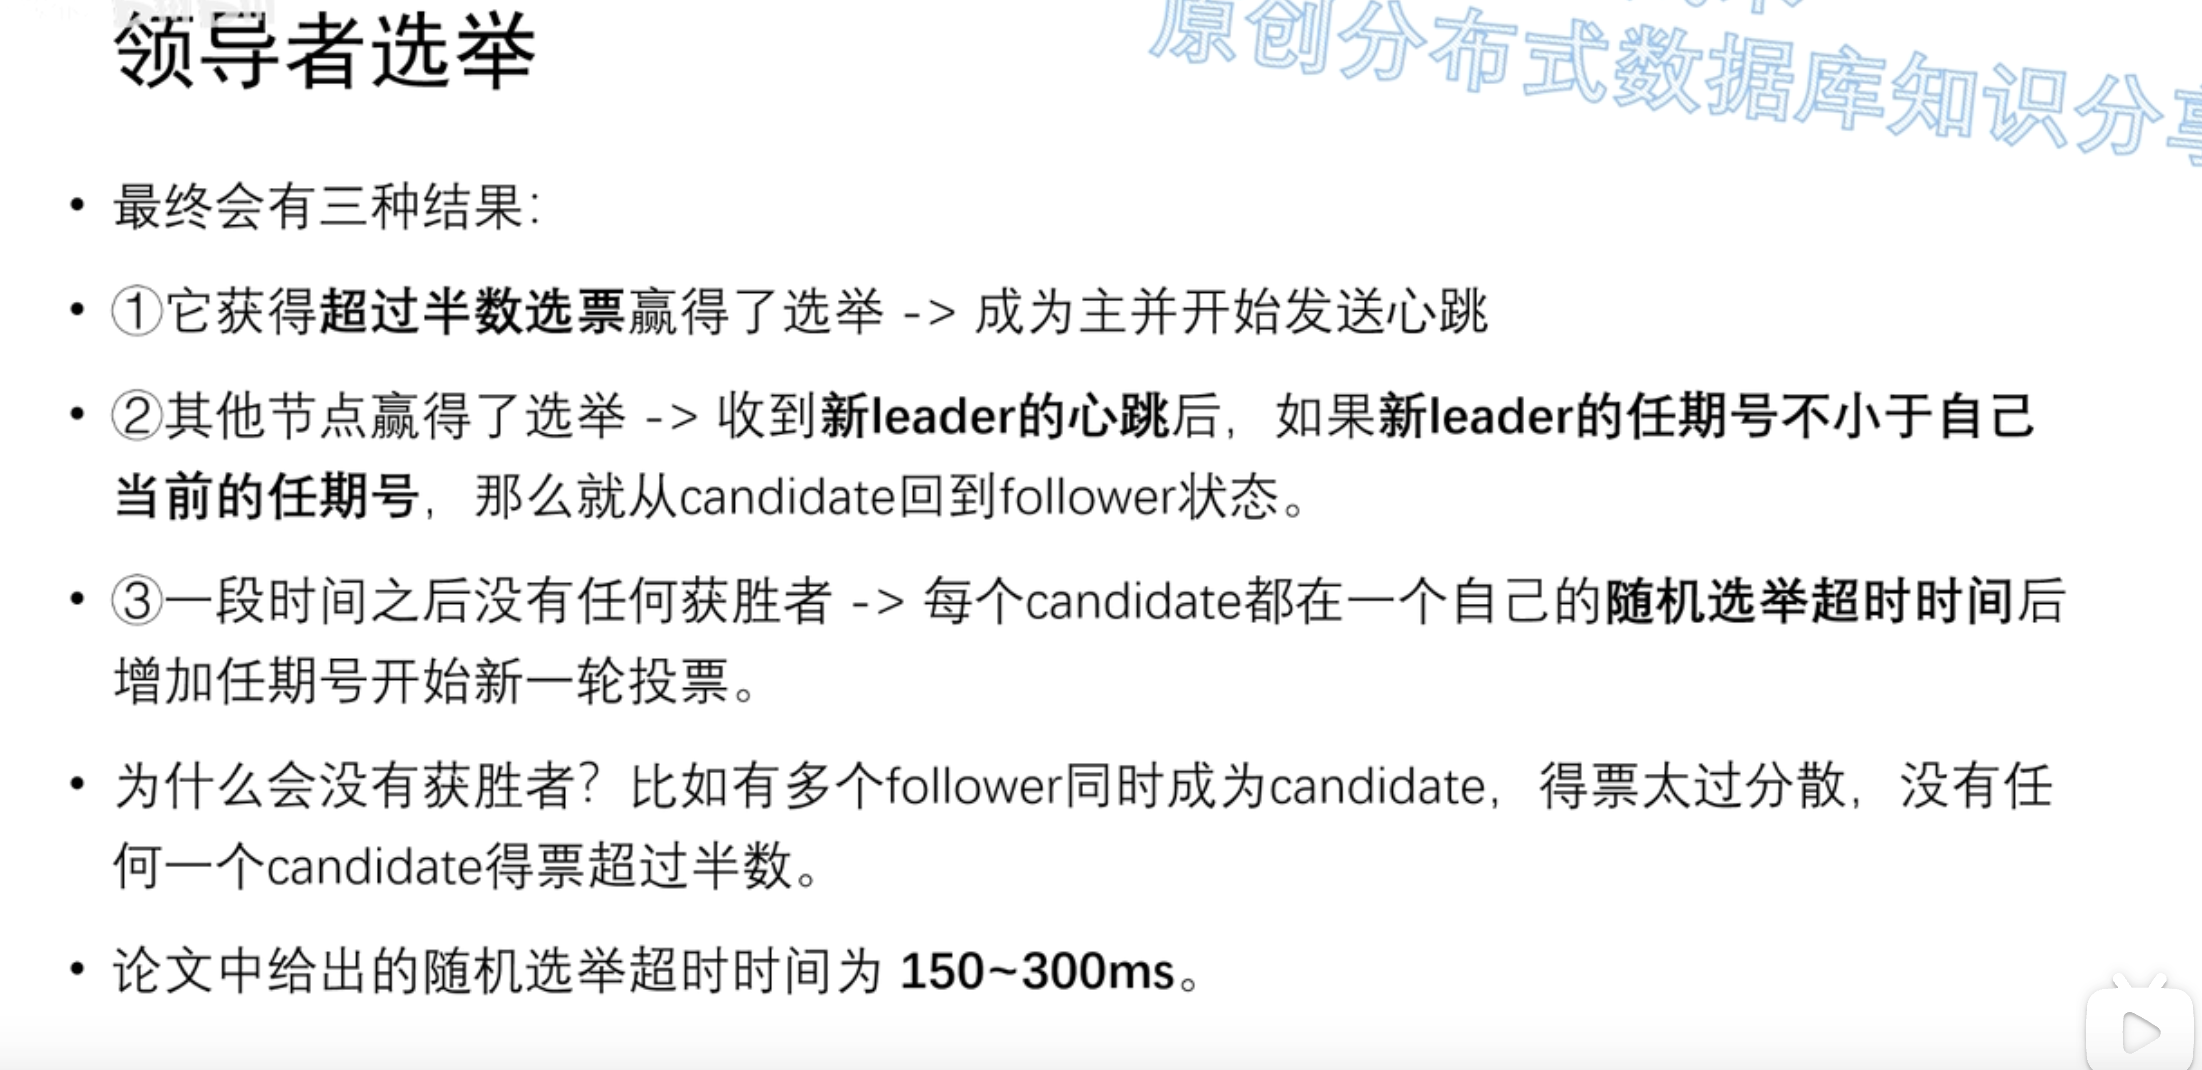 领导者选举
原创分布式数据库知识分享
• 最终会有三种结果：
• ①它获得超过半数选票赢得了选举 -> 成为主并开始发送心跳
• ②其他节点赢得了选举 -> 收到新leader的心跳后，如果新leader的任期号不小于自己
当前的任期号，那么就从candidate回到follower状态。
• ③一段时间之后没有任何获胜者 -> 每个candidate都在一个自己的随机选举超时时间后
增加任期号开始新一轮投票。
• 为什么会没有获胜者？比如有多个follower同时成为candidate，得票太过分散，没有任
何一个candidate得票超过半数。
• 论文中给出的随机选举超时时间为 150~300ms。